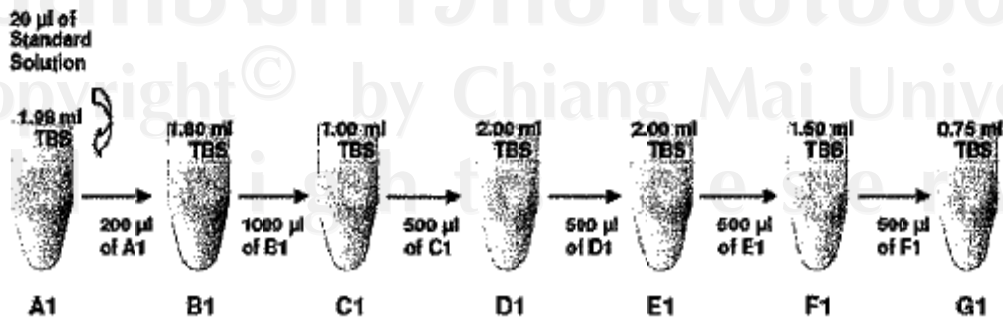 20 µl of
Standard
Solution
Copyright© by Chiang Mai Univ
1.98 ml
TBS
1.80 ml
TBS
1.00 ml
TBS
2.00 ml
TBS
2.00 ml
TBS
1.50 ml
TBS
0.75 ml
TBS
200 µl
of A1
1000 µl
of B1
500 µl
of C1
500 µl
of D1
500 µl
of E1
500 µl
of F1
A1
B1
C1
D1
E1
F1
G1